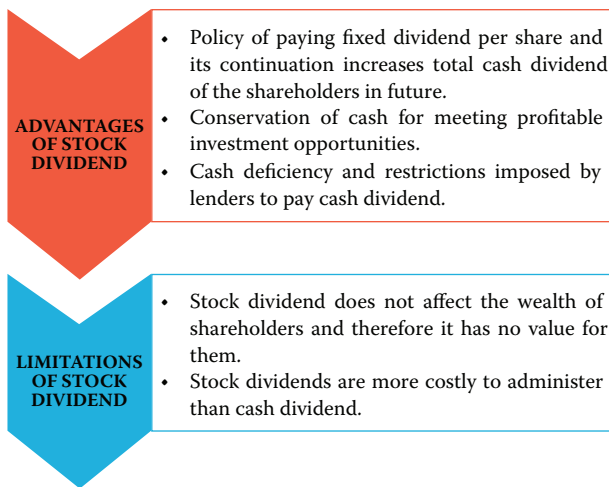 ADVANTAGES
OF STOCK
DIVIDEND
• Policy of paying fixed dividend per share and
its continuation increases total cash dividend
of the shareholders in future.
• Conservation of cash for meeting profitable
investment opportunities.
• Cash deficiency and restrictions imposed by
lenders to pay cash dividend.
LIMITATIONS
OF STOCK
DIVIDEND
• Stock dividend does not affect the wealth of
shareholders and therefore it has no value for
them.
• Stock dividends are more costly to administer
than cash dividend.